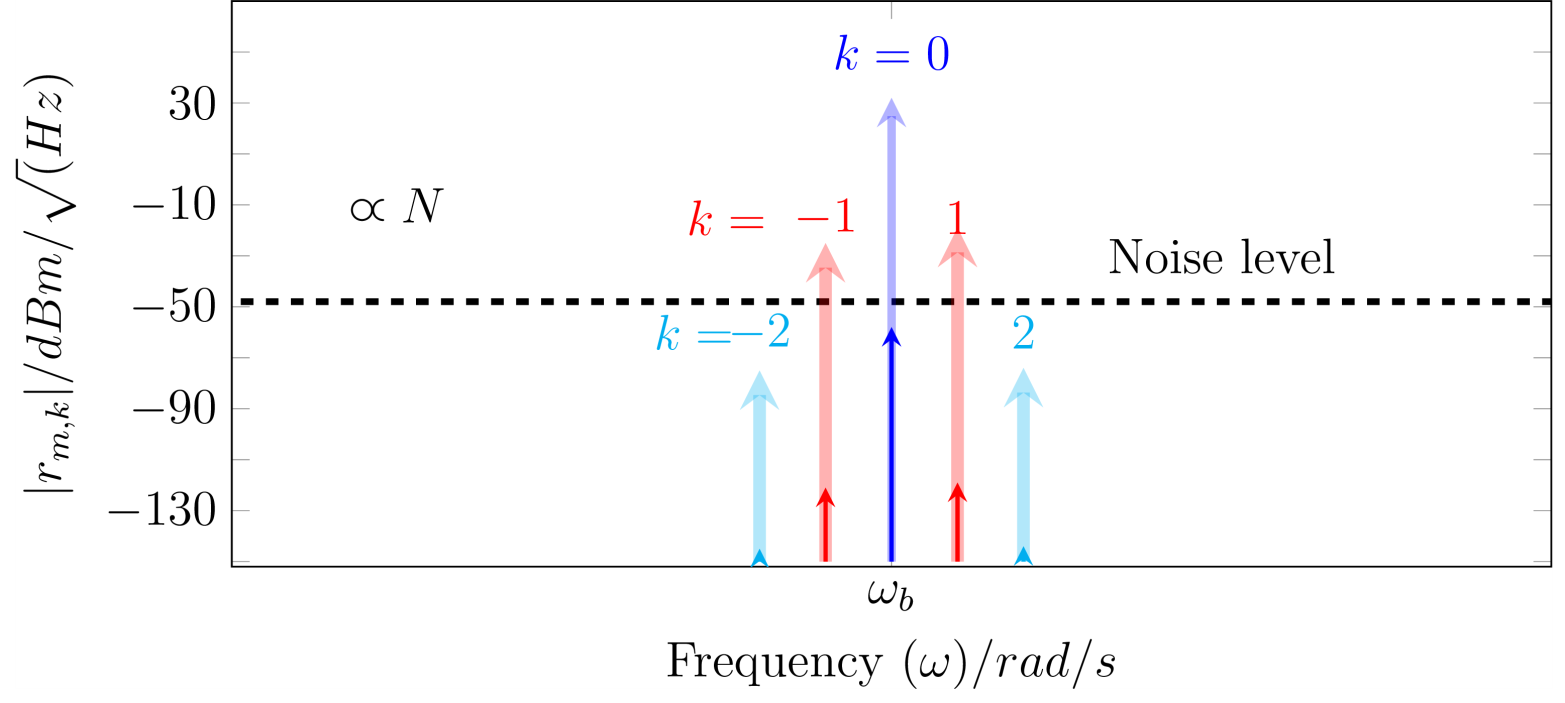 k = 0
30
∝ N
−10
k = −1
1
Noise level
−50
k =−2
2
−90
−130
|r_{m,k}|/dBm/√(Hz)
ω_b
Frequency (ω)/rad/s